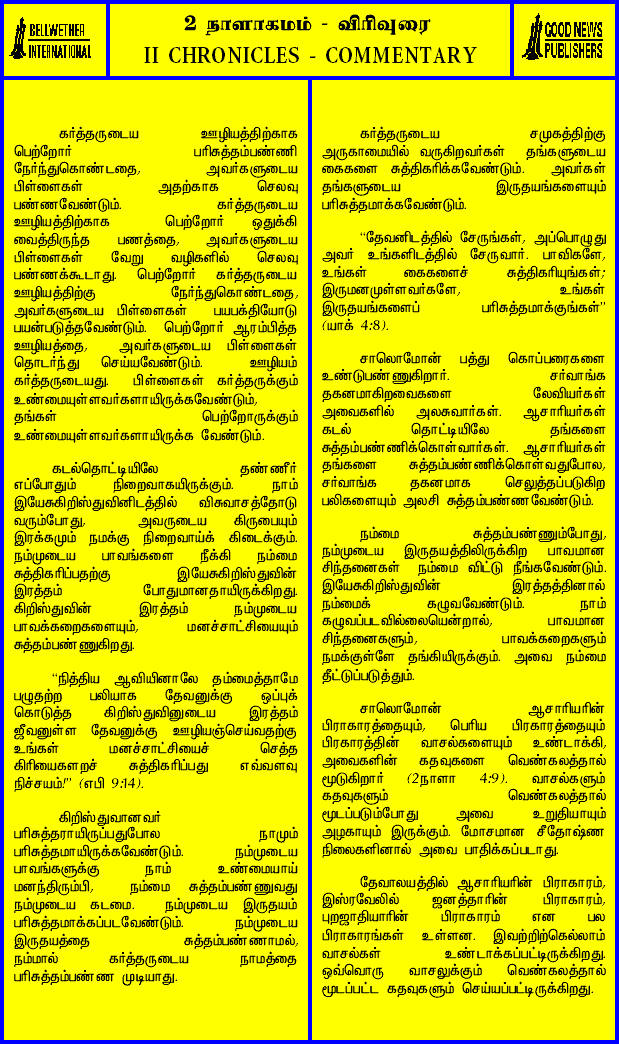 BELLWETHER
INTERNATIONAL
2 நாளாகமம் - விரிவுரை
II CHRONICLES - COMMENTARY
GOOD NEWS
PUBLISHERS
கர்த்தருடைய ஊழியத்திற்காக
பெற்றோர் பரிசுத்தம்பண்ணி
நேர்ந்துகொண்டதை, அவர்களுடைய
பிள்ளைகள் அதற்காக செலவு
பண்ணவேண்டும். கர்த்தருடைய
ஊழியத்திற்காக பெற்றோர் ஒதுக்கி
வைத்திருந்த பணத்தை, அவர்களுடைய
பிள்ளைகள் வேறு வழிகளில் செலவு
பண்ணக்கூடாது. பெற்றோர் கர்த்தருடைய
ஊழியத்திற்கு நேர்ந்துகொண்டதை,
அவர்களுடைய பிள்ளைகள் பயபக்தியோடு
பயன்படுத்தவேண்டும். பெற்றோர் ஆரம்பித்த
ஊழியத்தை, அவர்களுடைய பிள்ளைகள்
தொடர்ந்து செய்யவேண்டும். ஊழியம்
கர்த்தருடையது. பிள்ளைகள் கர்த்தருக்கும்
உண்மையுள்ளவர்களாயிருக்கவேண்டும்,
தங்கள் பெற்றோருக்கும்
உண்மையுள்ளவர்களாயிருக்க வேண்டும்.
கடல்தொட்டியிலே தண்ணீர்
எப்போதும் நிறைவாகயிருக்கும். நாம்
இயேசுகிறிஸ்துவினிடத்தில் விசுவாசத்தோடு
வரும்போது, அவருடைய கிருபையும்
இரக்கமும் நமக்கு நிறைவாய்க் கிடைக்கும்.
நம்முடைய பாவங்களை நீக்கி நம்மை
சுத்திகரிப்பதற்கு இயேசுகிறிஸ்துவின்
இரத்தம் போதுமானதாயிருக்கிறது.
கிறிஸ்துவின் இரத்தம் நம்முடைய
பாவக்கறைகளையும், மனச்சாட்சியையும்
சுத்தம்பண்ணுகிறது.
“நித்திய ஆவியினாலே தம்மைத்தாமே
பழுதற்ற பலியாக தேவனுக்கு ஒப்புக்
கொடுத்த கிறிஸ்துவினுடைய இரத்தம்
ஜீவனுள்ள தேவனுக்கு ஊழியஞ்செய்வதற்கு
உங்கள் மனச்சாட்சியைச் செத்த
கிரியைகளறச் சுத்திகரிப்பது எவ்வளவு
நிச்சயம்!” (எபி 9:14).
கிறிஸ்துவானவர்
பரிசுத்தராயிருப்பதுபோல நாமும்
பரிசுத்தமாயிருக்கவேண்டும். நம்முடைய
பாவங்களுக்கு நாம் உண்மையாய்
மனந்திரும்பி, நம்மை சுத்தம்பண்ணுவது
நம்முடைய கடமை. நம்முடைய இருதயம்
பரிசுத்தமாக்கப்படவேண்டும். நம்முடைய
இருதயத்தை சுத்தம்பண்ணாமல்,
நம்மால் கர்த்தருடைய நாமத்தை
பரிசுத்தம்பண்ண முடியாது.
கர்த்தருடைய சமுகத்திற்கு
அருகாமையில் வருகிறவர்கள் தங்களுடைய
கைகளை சுத்திகரிக்கவேண்டும். அவர்கள்
தங்களுடைய இருதயங்களையும்
பரிசுத்தமாக்கவேண்டும்.
“தேவனிடத்தில் சேருங்கள், அப்பொழுது
அவர் உங்களிடத்தில் சேருவார். பாவிகளே,
உங்கள் கைகளைச் சுத்திகரியுங்கள்;
இருமனமுள்ளவர்களே, உங்கள்
இருதயங்களைப் பரிசுத்தமாக்குங்கள்”
(யாக் 4:8).
சாலொமோன் பத்து கொப்பரைகளை
உண்டுபண்ணுகிறார். சர்வாங்க
தகனமாகிறவைகளை லேவியர்கள்
அவைகளில் அலசுவார்கள். ஆசாரியர்கள்
கடல் தொட்டியிலே தங்களை
சுத்தம்பண்ணிக்கொள்வார்கள். ஆசாரியர்கள்
தங்களை சுத்தம்பண்ணிக்கொள்வதுபோல,
சர்வாங்க தகனமாக செலுத்தப்படுகிற
பலிகளையும் அலசி சுத்தம்பண்ணவேண்டும்.
நம்மை சுத்தம்பண்ணும்போது,
நம்முடைய இருதயத்திலிருக்கிற பாவமான
சிந்தனைகள் நம்மை விட்டு நீங்கவேண்டும்.
இயேசுகிறிஸ்துவின் இரத்தத்தினால்
நம்மைக் கழுவவேண்டும். நாம்
கழுவப்படவில்லையென்றால், பாவமான
சிந்தனைகளும், பாவக்கறைகளும்
நமக்குள்ளே தங்கியிருக்கும். அவை நம்மை
தீட்டுப்படுத்தும்.
சாலொமோன் ஆசாரியரின்
பிராகாரத்தையும், பெரிய பிரகாரத்தையும்
பிரகாரத்தின் வாசல்களையும் உண்டாக்கி,
அவைகளின் கதவுகளை வெண்கலத்தால்
மூடுகிறார் (2நாளா 4:9). வாசல்களும்
கதவுகளும் வெண்கலத்தால்
மூடப்படும்போது அவை உறுதியாயும்
அழகாயும் இருக்கும். மோசமான சீதோஷ்ண
நிலைகளினால் அவை பாதிக்கப்படாது.
தேவாலயத்தில் ஆசாரியரின் பிராகாரம்,
இஸ்ரவேலில் ஜனத்தாரின் பிராகாரம்,
புறஜாதியாரின் பிராகாரம் என பல
பிராகாரங்கள் உள்ளன. இவற்றிற்கெல்லாம்
வாசல்கள் உண்டாக்கப்பட்டிருக்கிறது.
ஒவ்வொரு வாசலுக்கும் வெண்கலத்தால்
மூடப்பட்ட கதவுகளும் செய்யப்பட்டிருக்கிறது.